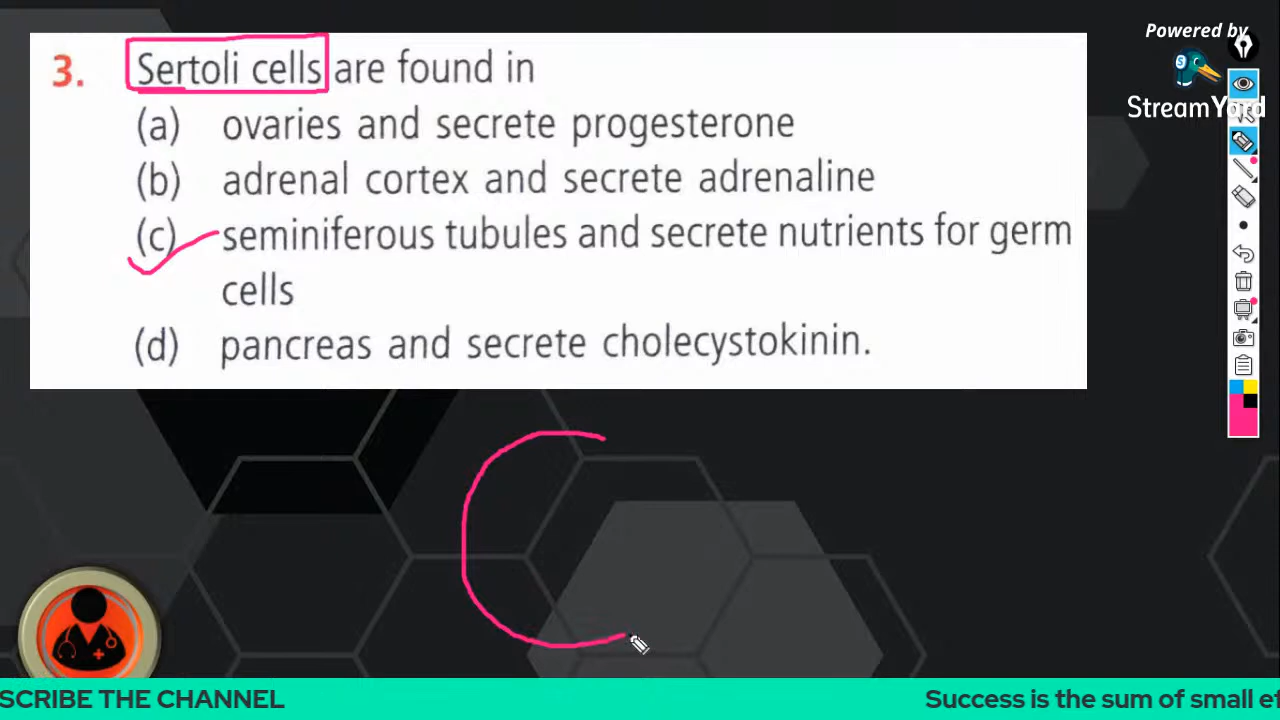 Powered by
StreamYard
3. Sertoli cells are found in
(a) ovaries and secrete progesterone
(b) adrenal cortex and secrete adrenaline
(c) seminiferous tubules and secrete nutrients for germ
cells
(d) pancreas and secrete cholecystokinin.
SCRIBE THE CHANNEL
Success is the sum of small ef